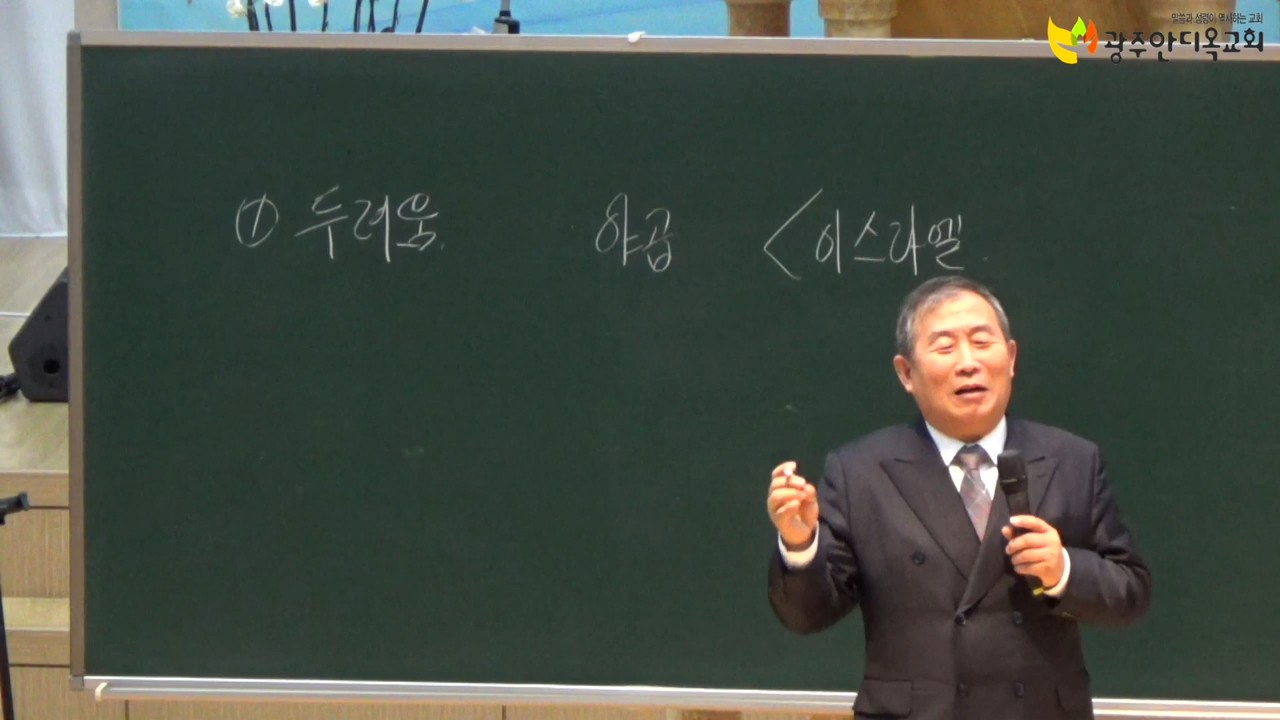 말씀과 성령이 역사하는 교회
광주안디옥교회
① 두려움. 야곱 < 이스라엘.